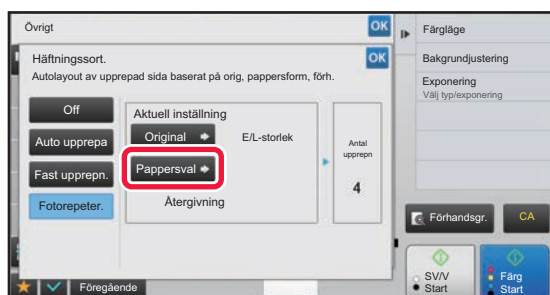 Övrigt
OK
Häftningssort.
OK
Autolayout av upprepad sida baserat på orig, pappersform, förh.
Off
Auto upprepa
Fast upprepn.
Fotorepeter.
Aktuell inställning
Original
E/L-storlek
Pappersval
Återgivning
Antal
upprepn
4
Föregående
Färgläge
Bakgrundjustering
Exponering
Välj typ/exponering
Förhandsgr.
CA
SV/V
Start
Färg
Start